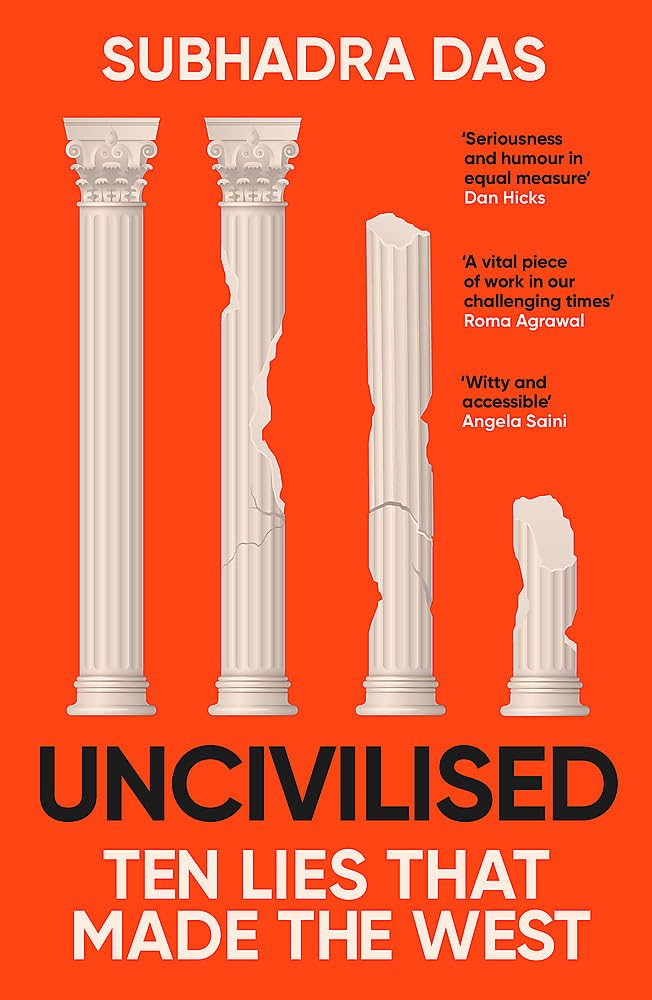 SUBHADRA DAS
‘Seriousness
and humour in
equal measure’
Dan Hicks
‘A vital piece
of work in our
challenging times’
Roma Agrawal
‘Witty and
accessible’
Angela Saini
UNCIVILISED
TEN LIES THAT
MADE THE WEST